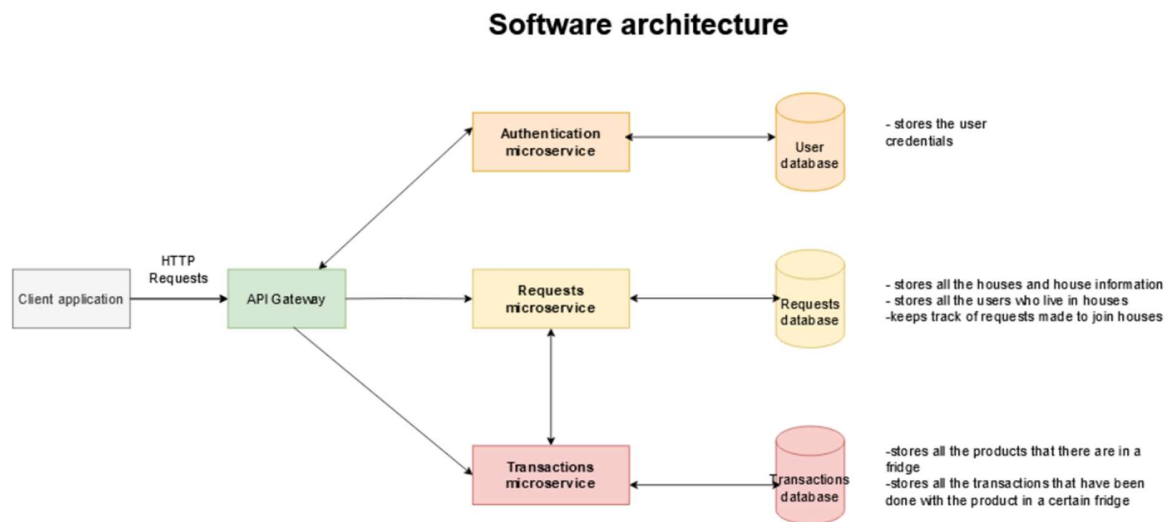 Software architecture
Authentication
microservice
User
database
- stores the user
credentials
HTTP
Requests
Client application
API Gateway
Requests
microservice
Requests
database
- stores all the houses and house information
- stores all the users who live in houses
-keeps track of requests made to join houses
Transactions
microservice
Transactions
database
-stores all the products that there are in a
fridge
-stores all the transactions that have been
done with the product in a certain fridge